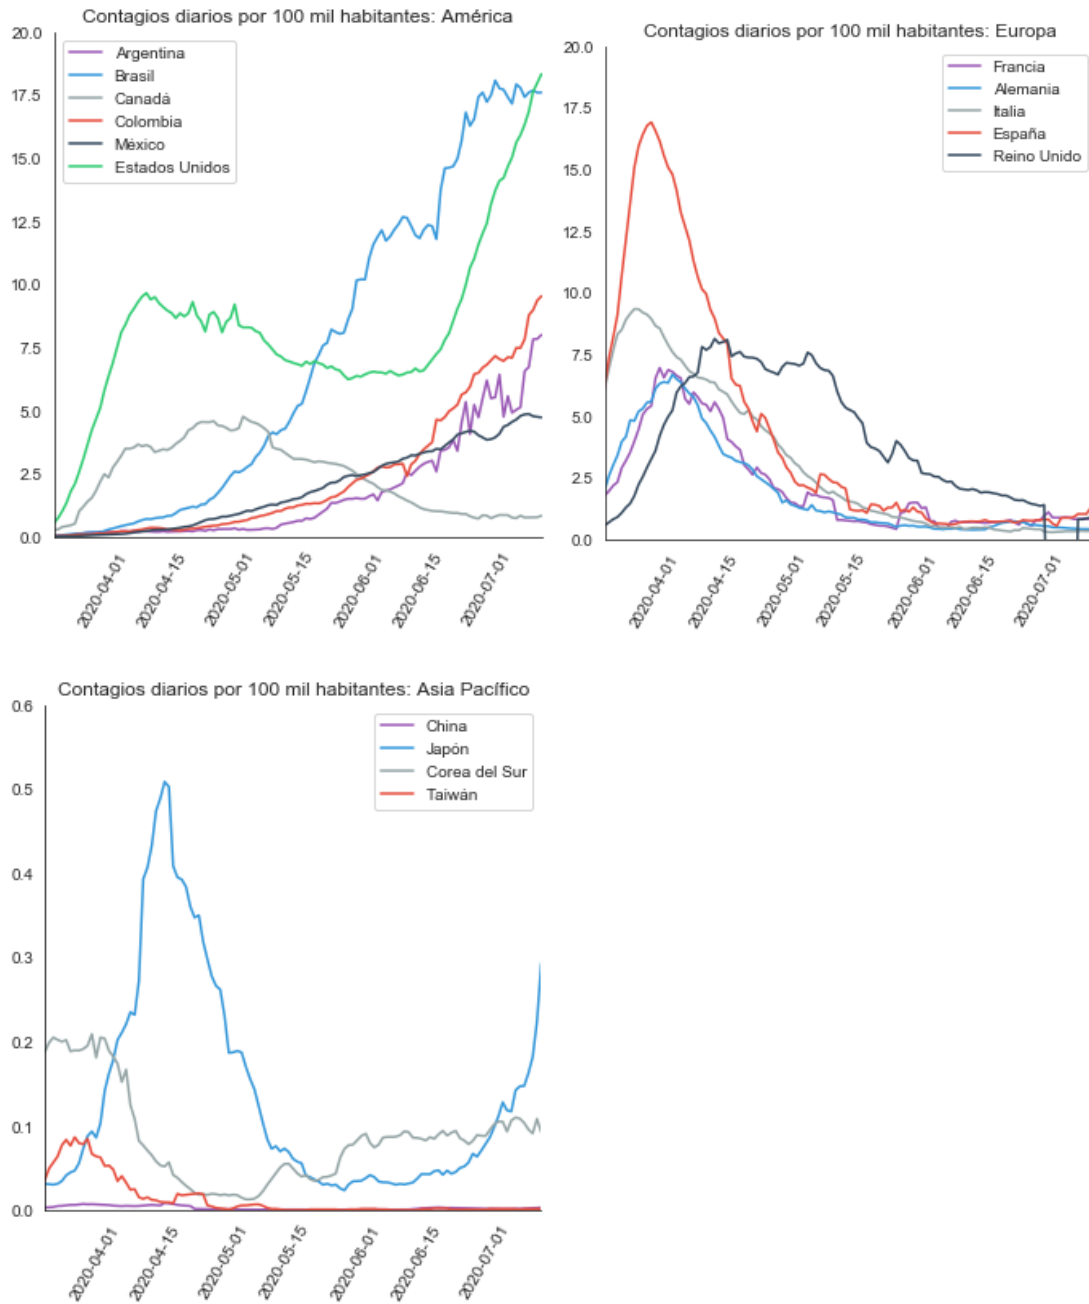 Contagios diarios por 100 mil habitantes: América
20.0
17.5
15.0
12.5
10.0
7.5
5.0
2.5
0.0
Argentina
Brasil
Canadá
Colombia
México
Estados Unidos
2020-04-01
2020-04-15
2020-05-01
2020-05-15
2020-06-01
2020-06-15
2020-07-01
Contagios diarios por 100 mil habitantes: Europa
20.0
17.5
15.0
12.5
10.0
7.5
5.0
2.5
0.0
Francia
Alemania
Italia
España
Reino Unido
2020-04-01
2020-04-15
2020-05-01
2020-05-15
2020-06-01
2020-06-15
2020-07-01
Contagios diarios por 100 mil habitantes: Asia Pacífico
0.6
0.5
0.4
0.3
0.2
0.1
0.0
China
Japón
Corea del Sur
Taiwán
2020-04-01
2020-04-15
2020-05-01
2020-05-15
2020-06-01
2020-06-15
2020-07-01